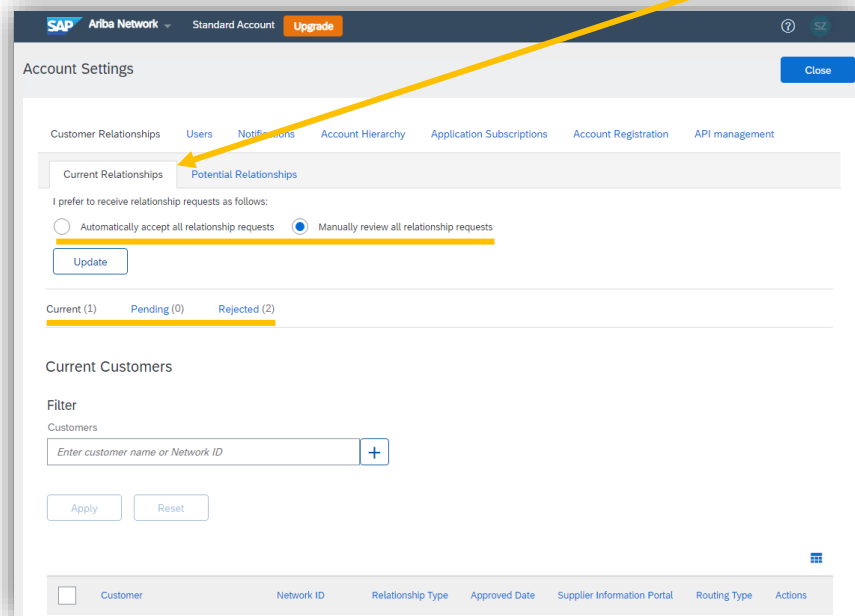 SAP Ariba Network Standard Account Upgrade ? SZ
Account Settings Close
Customer Relationships Users Notifications Account Hierarchy Application Subscriptions Account Registration API management
Current Relationships Potential Relationships
I prefer to receive relationship requests as follows:
Automatically accept all relationship requests Manually review all relationship requests
Update
Current (1) Pending (0) Rejected (2)
Current Customers
Filter
Customers
Enter customer name or Network ID +
Apply Reset
Customer Network ID Relationship Type Approved Date Supplier Information Portal Routing Type Actions